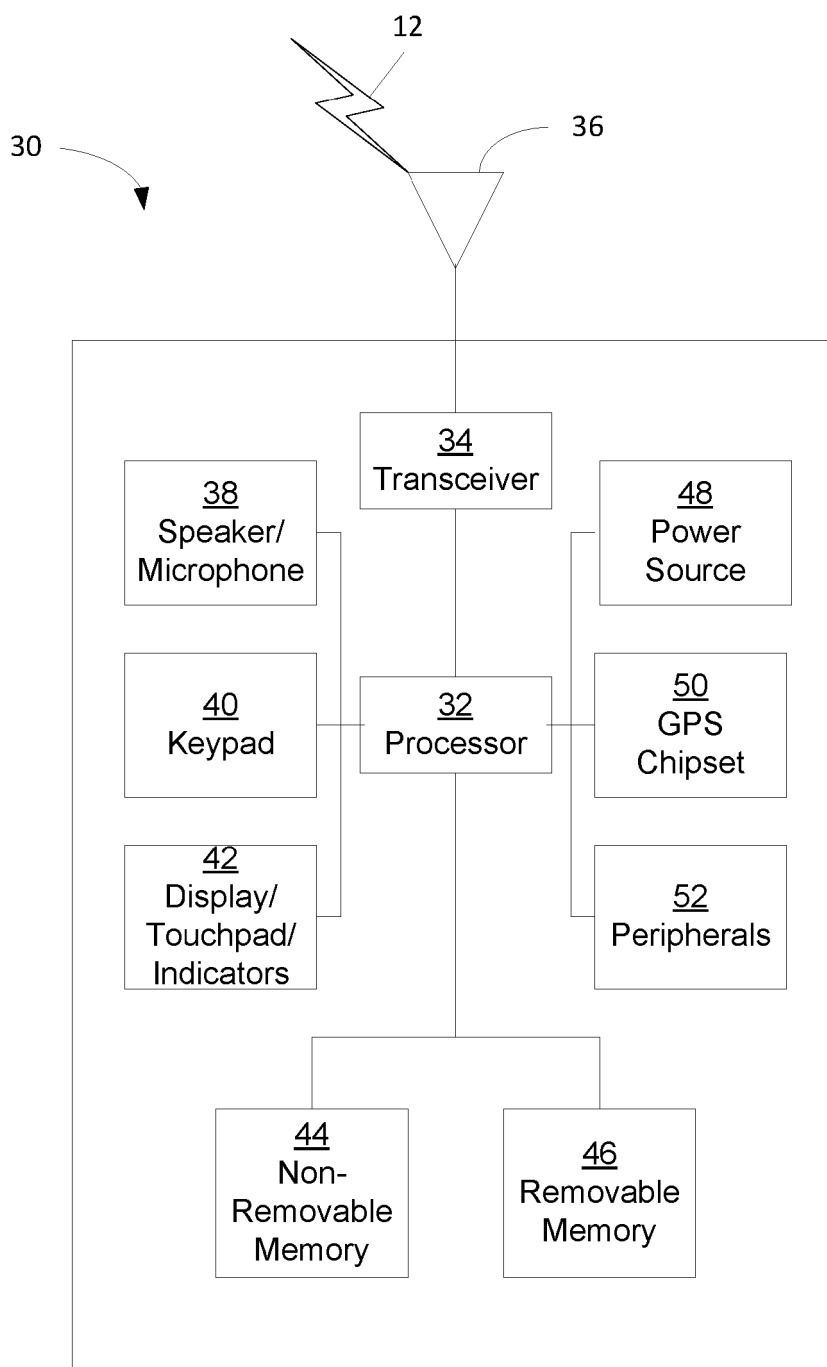 12
36
30
34
Transceiver
38
Speaker/
Microphone
48
Power
Source
40
Keypad
32
Processor
50
GPS
Chipset
42
Display/
Touchpad/
Indicators
52
Peripherals
44
Non-
Removable
Memory
46
Removable
Memory